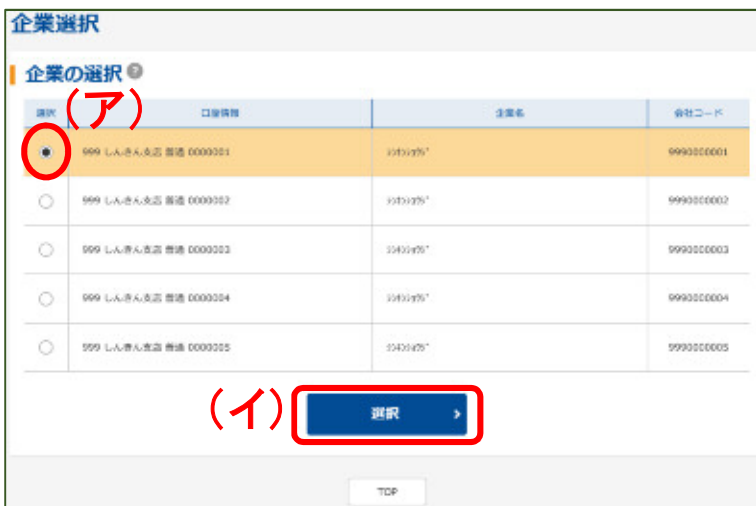 企業選択
企業の選択
(ア)
選択 口座情報 企業名 会社コード
999 しんきん支店 普通 0000001 9990000001
999 しんきん支店 普通 0000002 9990000002
999 しんきん支店 普通 0000003 9990000003
999 しんきん支店 普通 0000004 9990000004
999 しんきん支店 普通 0000005 9990000005
(イ) 選択
TOP